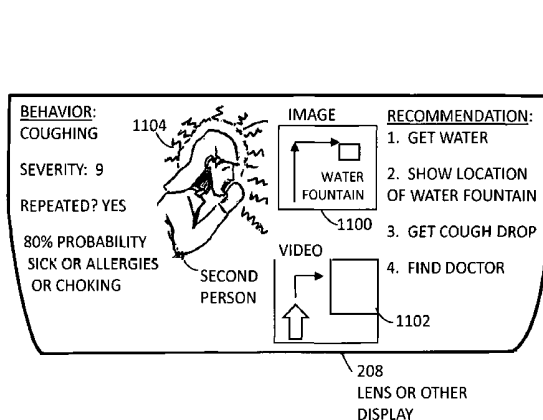 BEHAVIOR:
COUGHING
SEVERITY: 9
REPEATED? YES
80% PROBABILITY
SICK OR ALLERGIES
OR CHOKING
1104
SECOND
PERSON
IMAGE
WATER
FOUNTAIN
1100
VIDEO
1102
RECOMMENDATION:
1. GET WATER
2. SHOW LOCATION
OF WATER FOUNTAIN
3. GET COUGH DROP
4. FIND DOCTOR
208
LENS OR OTHER
DISPLAY